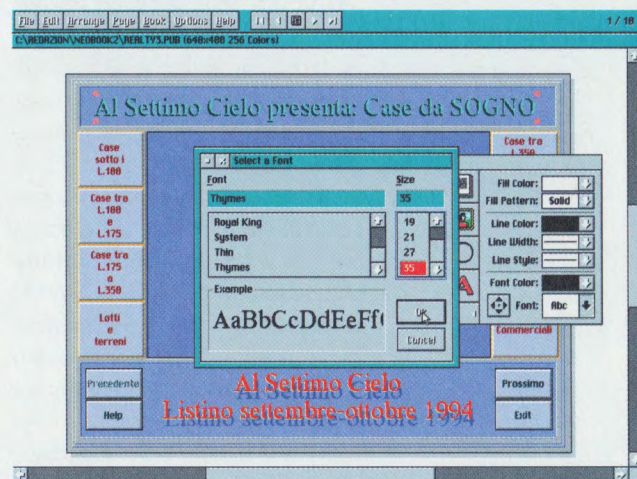 File Edit Arrange Page Book Options Help
1 / 10
C:\REDAZION\NEOBOOK2\REALTY3.PUB (640x480 256 Colors)
Al Settimo Cielo presenta: Case da SOGNO
Case
sotto i
L.100
Case tra
L.100
e
L.175
Case tra
L.175
a
L.350
Lotti
e
terreni
Case tra
L.350
Commerciali
Select a Font
Font
Size
Thymes
35
Royal King
System
Thin
Thymes
19
21
27
35
Example
AaBbCcDdEeFf
OK
Cancel
Fill Color:
Fill Pattern: Solid
Line Color:
Line Width:
Line Style:
Font Color:
A
Font: Abc
Precedente
Help
Al Settimo Cielo
Listino settembre-ottobre 1994
Prossimo
Exit